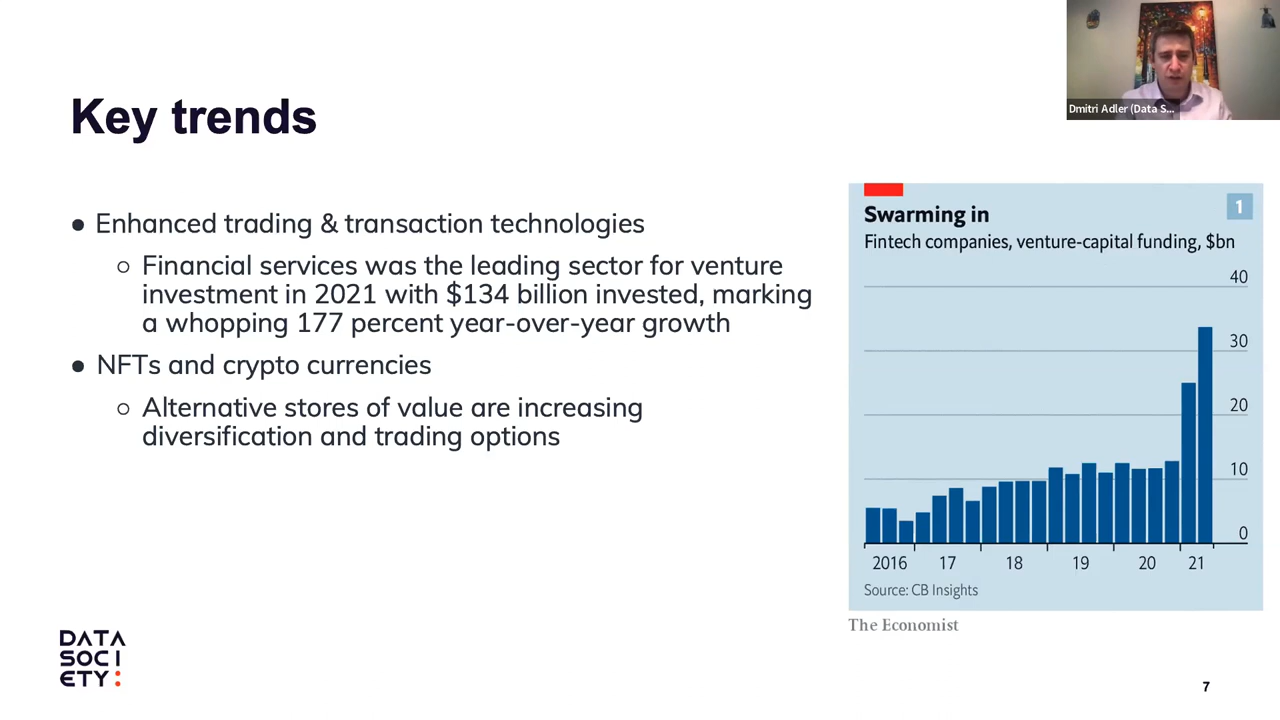 Dmitri Adler (Data S...
Key trends
● Enhanced trading & transaction technologies
○ Financial services was the leading sector for venture
investment in 2021 with $134 billion invested, marking
a whopping 177 percent year-over-year growth
● NFTs and crypto currencies
○ Alternative stores of value are increasing
diversification and trading options
Swarming in
1
Fintech companies, venture-capital funding, $bn
40
30
20
10
0
2016 17 18 19 20 21
Source: CB Insights
The Economist
DATA
SOCI
ETY:
7